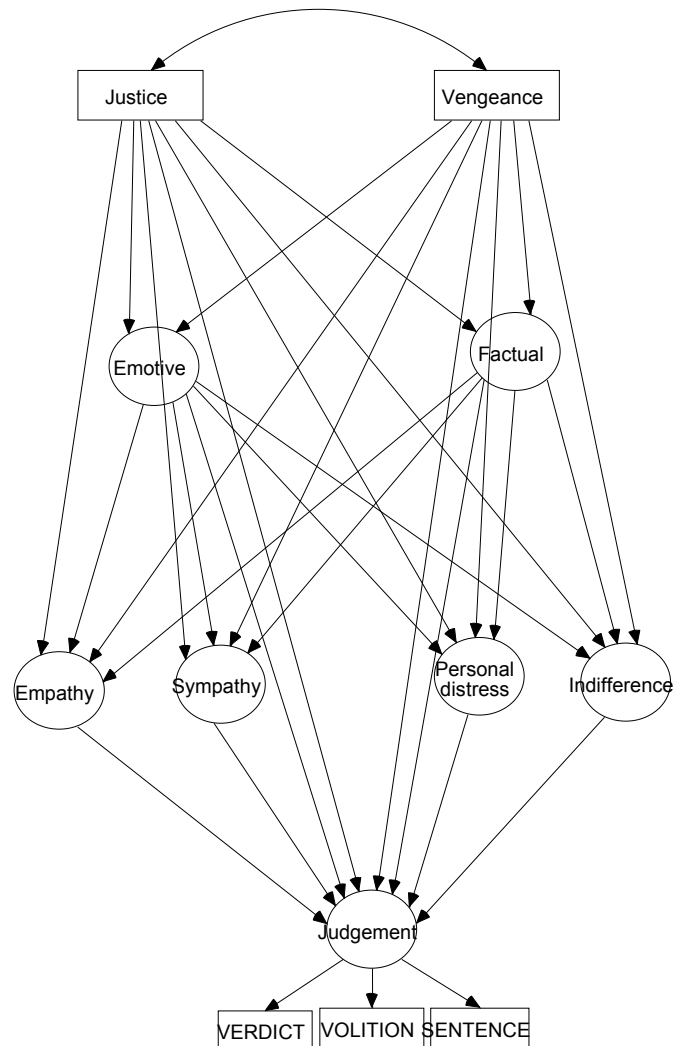 Justice
Vengeance
Emotive
Factual
Empathy
Sympathy
Personal
distress
Indifference
Judgement
VERDICT
VOLITION
SENTENCE